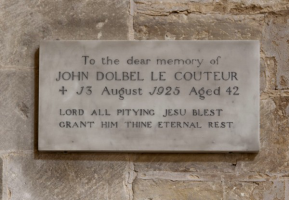 To the dear memory of
JOHN DOLBEL LE COUTEUR
+ 13 August 1925 Aged 42
LORD ALL PITYING JESU BLEST
GRANT HIM THINE ETERNAL REST